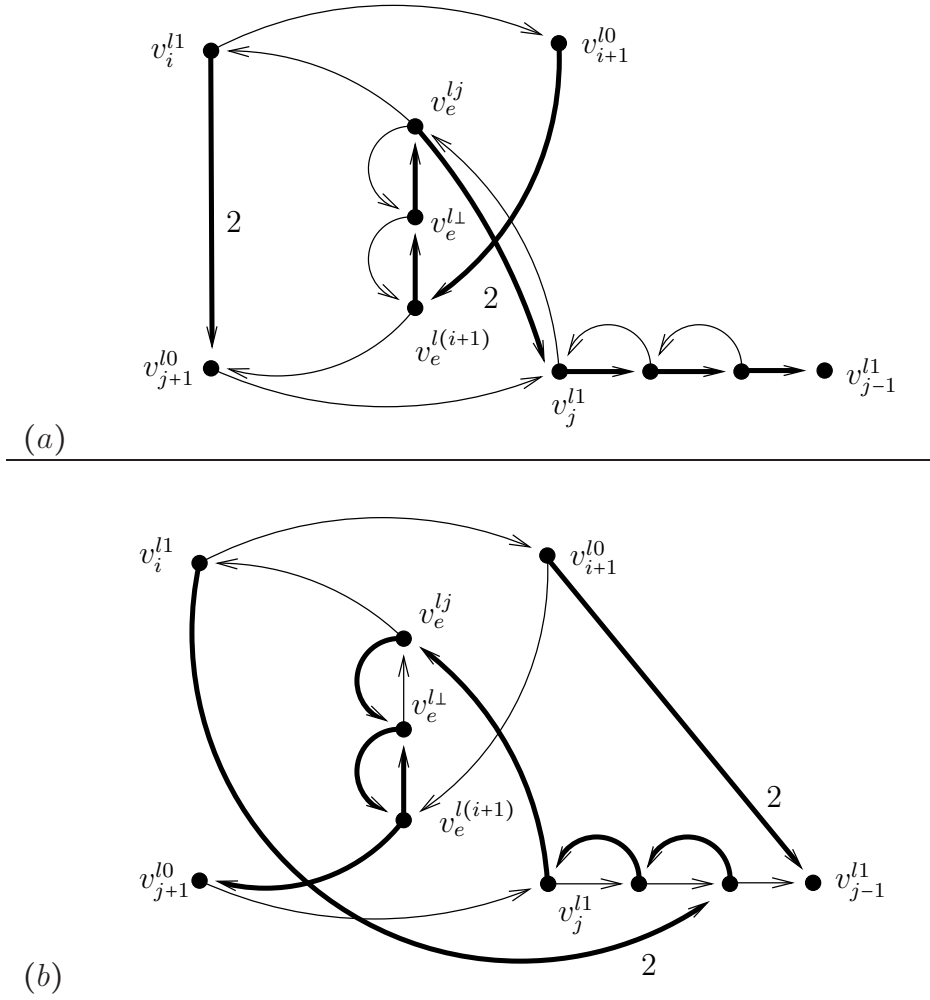 $v_i^{l1}$
$v_{i+1}^{l0}$
$v_e^{lj}$
2
$v_e^{l\perp}$
2
$v_e^{l(i+1)}$
$v_{j+1}^{l0}$
$v_j^{l1}$
$v_{j-1}^{l1}$
(a)
$v_i^{l1}$
$v_{i+1}^{l0}$
$v_e^{lj}$
$v_e^{l\perp}$
2
$v_e^{l(i+1)}$
$v_{j+1}^{l0}$
$v_j^{l1}$
$v_{j-1}^{l1}$
2
(b)